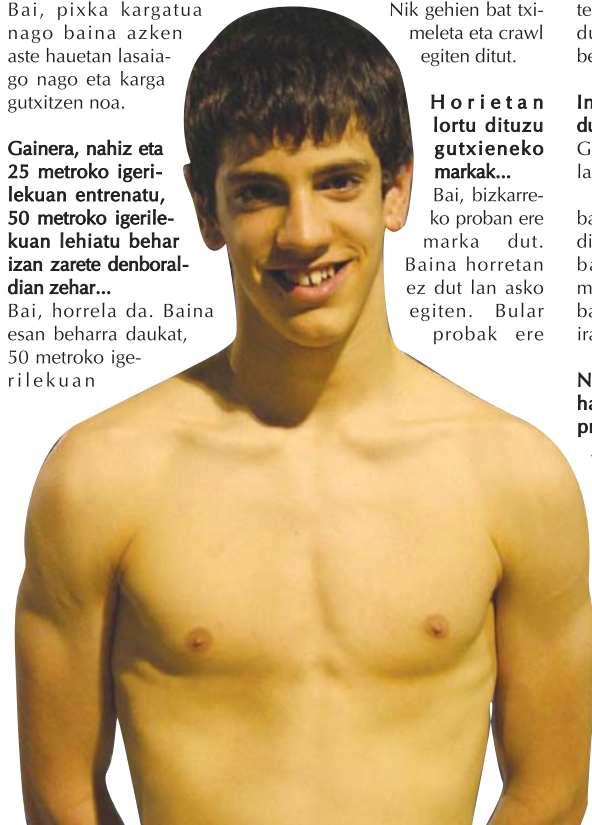 Bai, pixka kargatua
nago baina azken
aste hauetan lasaia-
go nago eta karga
gutxitzen noa.
Gainera, nahiz eta
25 metroko igeri-
lekuan entrenatu,
50 metroko igerile-
kuan lehiatu behar
izan zarete denboral-
dian zehar...
Bai, horrela da. Baina
esan beharra daukat,
50 metroko ige-
rilekuan
Nik gehien bat txi-
meleta eta crawl
egiten ditut.
Horietan
lortu dituzu
gutxieneko
markak...
Bai, bizkarre-
ko proban ere
marka dut.
Baina horretan
ez dut lan asko
egiten. Bular
probak ere